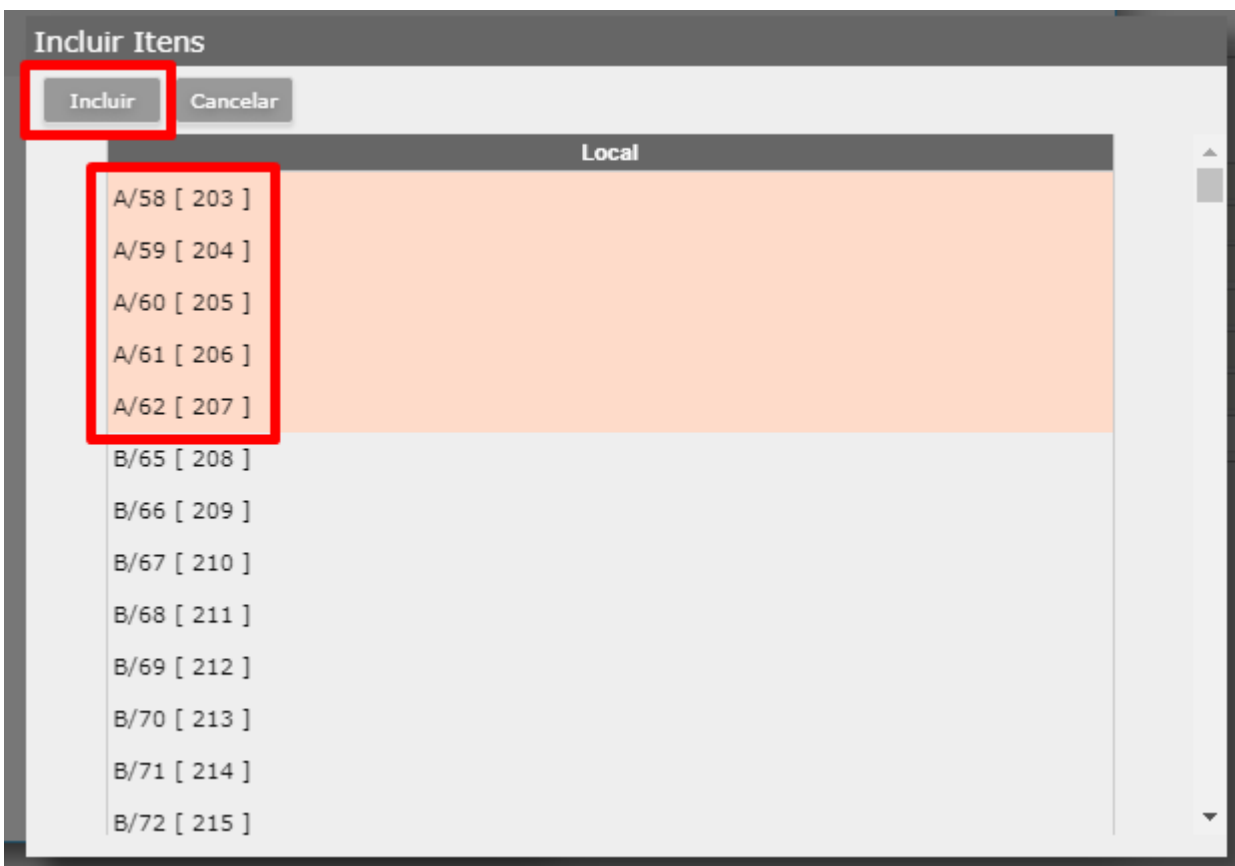 Incluir Itens
Incluir Cancelar
Local
A/58 [ 203 ]
A/59 [ 204 ]
A/60 [ 205 ]
A/61 [ 206 ]
A/62 [ 207 ]
B/65 [ 208 ]
B/66 [ 209 ]
B/67 [ 210 ]
B/68 [ 211 ]
B/69 [ 212 ]
B/70 [ 213 ]
B/71 [ 214 ]
B/72 [ 215 ]